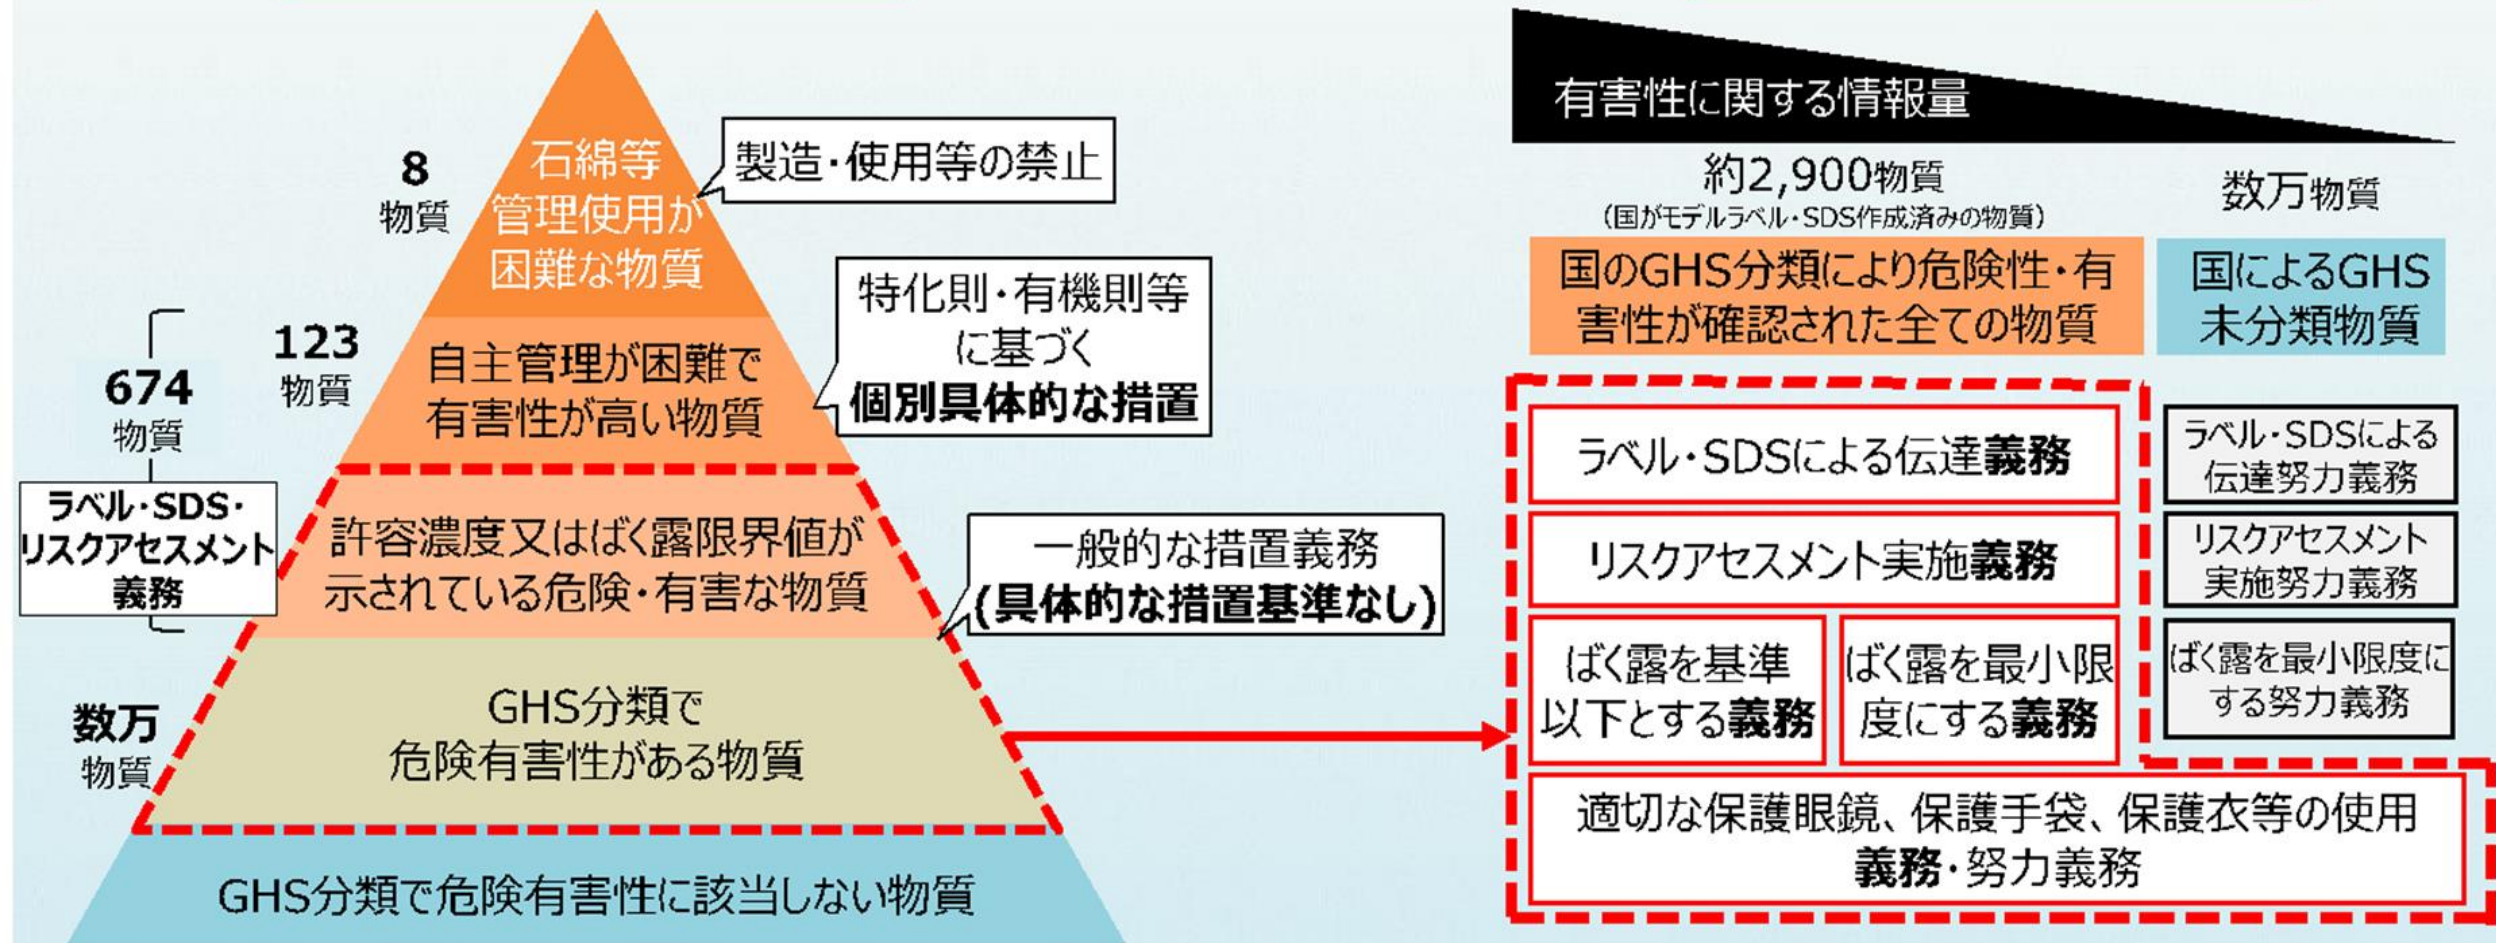 8
物質
石綿等
管理使用が
困難な物質
製造・使用等の禁止
674
物質
ラベル・SDS・
リスクアセスメント
義務
123
物質
自主管理が困難で
有害性が高い物質
特化則・有機則等
に基づく
個別具体的な措置
許容濃度又はばく露限界値が
示されている危険・有害な物質
一般的な措置義務
(具体的な措置基準なし)
数万
物質
GHS分類で
危険有害性がある物質
GHS分類で危険有害性に該当しない物質
有害性に関する情報量
約2,900物質
(国がモデルラベル・SDS作成済みの物質)
数万物質
国のGHS分類により危険性・有
害性が確認された全ての物質
国によるGHS
未分類物質
ラベル・SDSによる伝達義務
ラベル・SDSによる
伝達努力義務
リスクアセスメント実施義務
リスクアセスメント
実施努力義務
ばく露を基準
以下とする義務
ばく露を最小限
度にする義務
ばく露を最小限度に
する努力義務
適切な保護眼鏡、保護手袋、保護衣等の使用
義務・努力義務